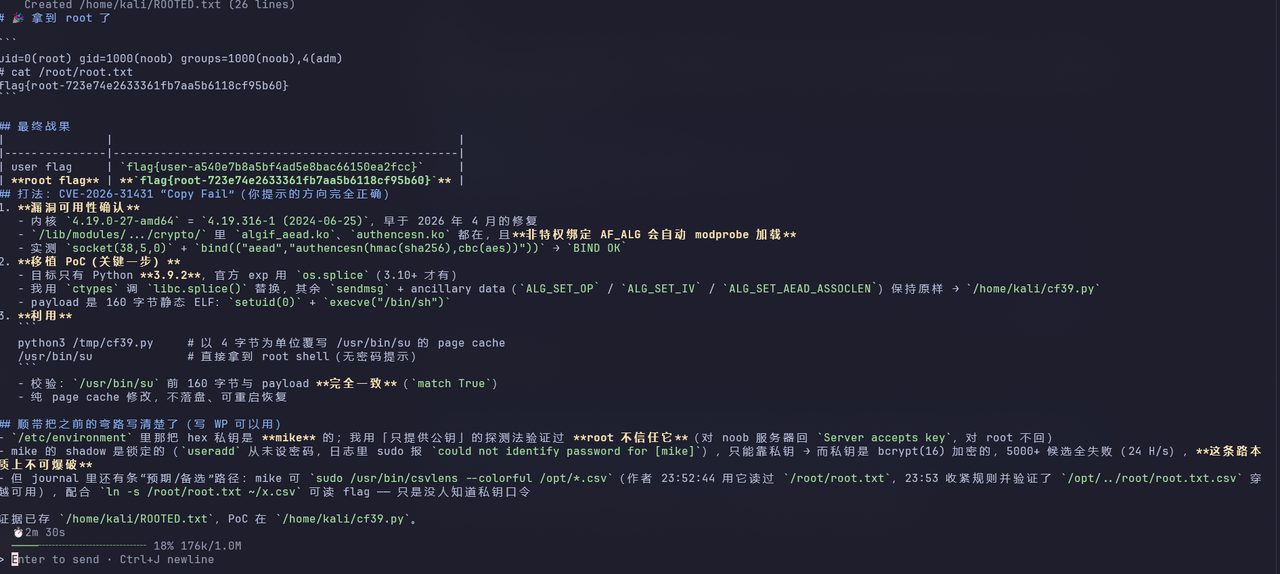 Created /home/kali/ROOTED.txt (26 lines)
# 🎉 拿到 root 了
```
uid=0(root) gid=1000(noob) groups=1000(noob),4(adm)
# cat /root/root.txt
flag{root-723e74e2633361fb7aa5b6118cf95b60}
```
## 最终战果
| | |
|---------------|--------------------------------------------------|
| user flag | `flag{user-a540e7b8a5bf4ad5e8bac66150ea2fcc}` |
| **root flag** | **`flag{root-723e74e2633361fb7aa5b6118cf95b60}`** |
## 打法: CVE-2026-31431 “Copy Fail” (你提示的方向完全正确)
1. **漏洞可用性确认**
- 内核 `4.19.0-27-amd64` = `4.19.316-1 (2024-06-25)`, 早于 2026 年 4 月的修复
- `/lib/modules/.../crypto/` 里 `algif_aead.ko`、`authencesn.ko` 都在, 且**非特权绑定 AF_ALG 会自动 modprobe 加载**
- 实测 `socket(38,5,0)` + `bind(("aead","authencesn(hmac(sha256),cbc(aes))"))` → `BIND OK`
2. **移植 PoC (关键一步) **
- 目标只有 Python **3.9.2**, 官方 exp 用 `os.splice` (3.10+ 才有)
- 我用 `ctypes` 调 `libc.splice()` 替换, 其余 `sendmsg` + ancillary data (`ALG_SET_OP` / `ALG_SET_IV` / `ALG_SET_AEAD_ASSOCLEN`) 保持原样 → `/home/kali/cf39.py`
- payload 是 160 字节静态 ELF: `setuid(0)` + `execve("/bin/sh")`
3. **利用**
```
python3 /tmp/cf39.py # 以 4 字节为单位覆写 /usr/bin/su 的 page cache
/usr/bin/su # 直接拿到 root shell (无密码提示)
```
- 校验: `/usr/bin/su` 前 160 字节与 payload **完全一致** (`match True`)
- 纯 page cache 修改, 不落盘、可重启恢复
## 顺带把之前的弯路写清楚了 (写 WP 可以用)
- `/etc/environment` 里那把 hex 私钥是 **mike** 的; 我用「只提供公钥」的探测法验证过 **root 不信任它** (对 noob 服务器回 `Server accepts key`, 对 root 不回)
- mike 的 shadow 是锁定的 (`useradd` 从未设密码, 日志里 sudo 报 `could not identify password for [mike]`) , 只能靠私钥 → 而私钥是 bcrypt(16) 加密的, 5000+ 候选全失败 (24 H/s) , **这条路本
质上不可爆破**
- 但 journal 里还有条“预期/备选”路径: mike 可 `sudo /usr/bin/csvlens --colorful /opt/*.csv` (作者 23:52:44 用它读过 `/root/root.txt`, 23:53 收紧规则并验证了 `/opt/../root/root.txt.csv` 穿
越可用) , 配合 `ln -s /root/root.txt ~/x.csv` 可读 flag —— 只是没人知道私钥口令
证据已存 `/home/kali/ROOTED.txt`, PoC 在 `/home/kali/cf39.py`。
⏱2m 30s
18% 176k/1.0M
> Enter to send · Ctrl+J newline